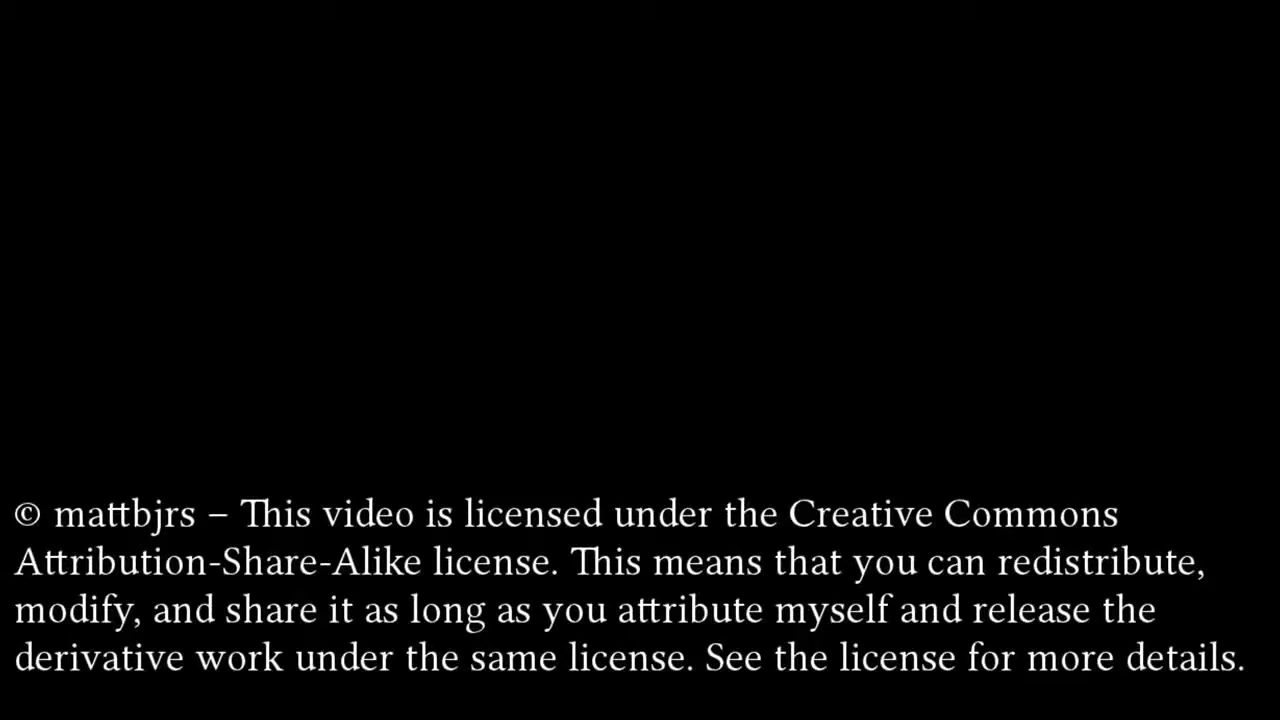 © mattbjrs – This video is licensed under the Creative Commons
Attribution-Share-Alike license. This means that you can redistribute,
modify, and share it as long as you attribute myself and release the
derivative work under the same license. See the license for more details.